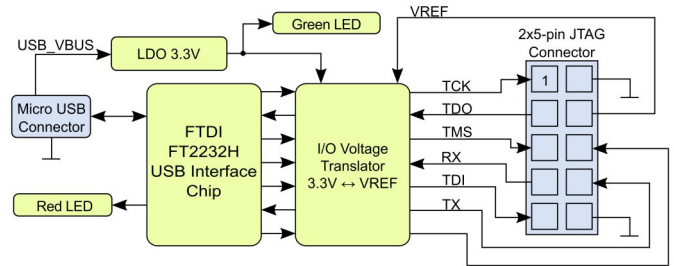 VREF
Green LED
USB_VBUS
LDO 3.3V
2x5-pin JTAG
Connector
Micro USB
Connector
FTDI
FT2232H
USB Interface
Chip
I/O Voltage
Translator
3.3V ↔ VREF
TCK
TDO
TMS
RX
TDI
TX
1
Red LED